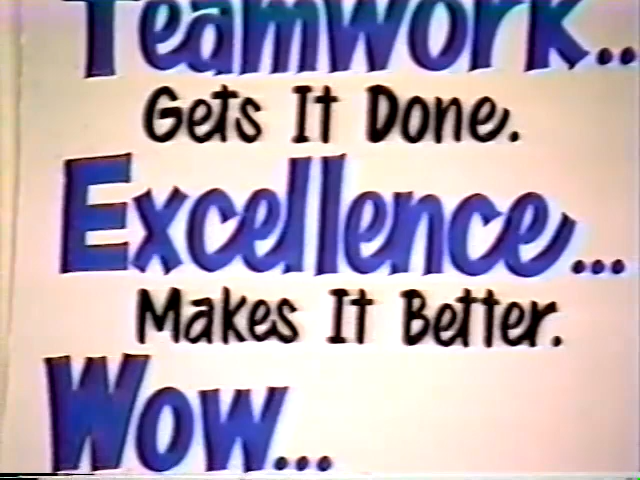 Teamwork...
Gets It Done.
Excellence...
Makes It Better.
Wow...